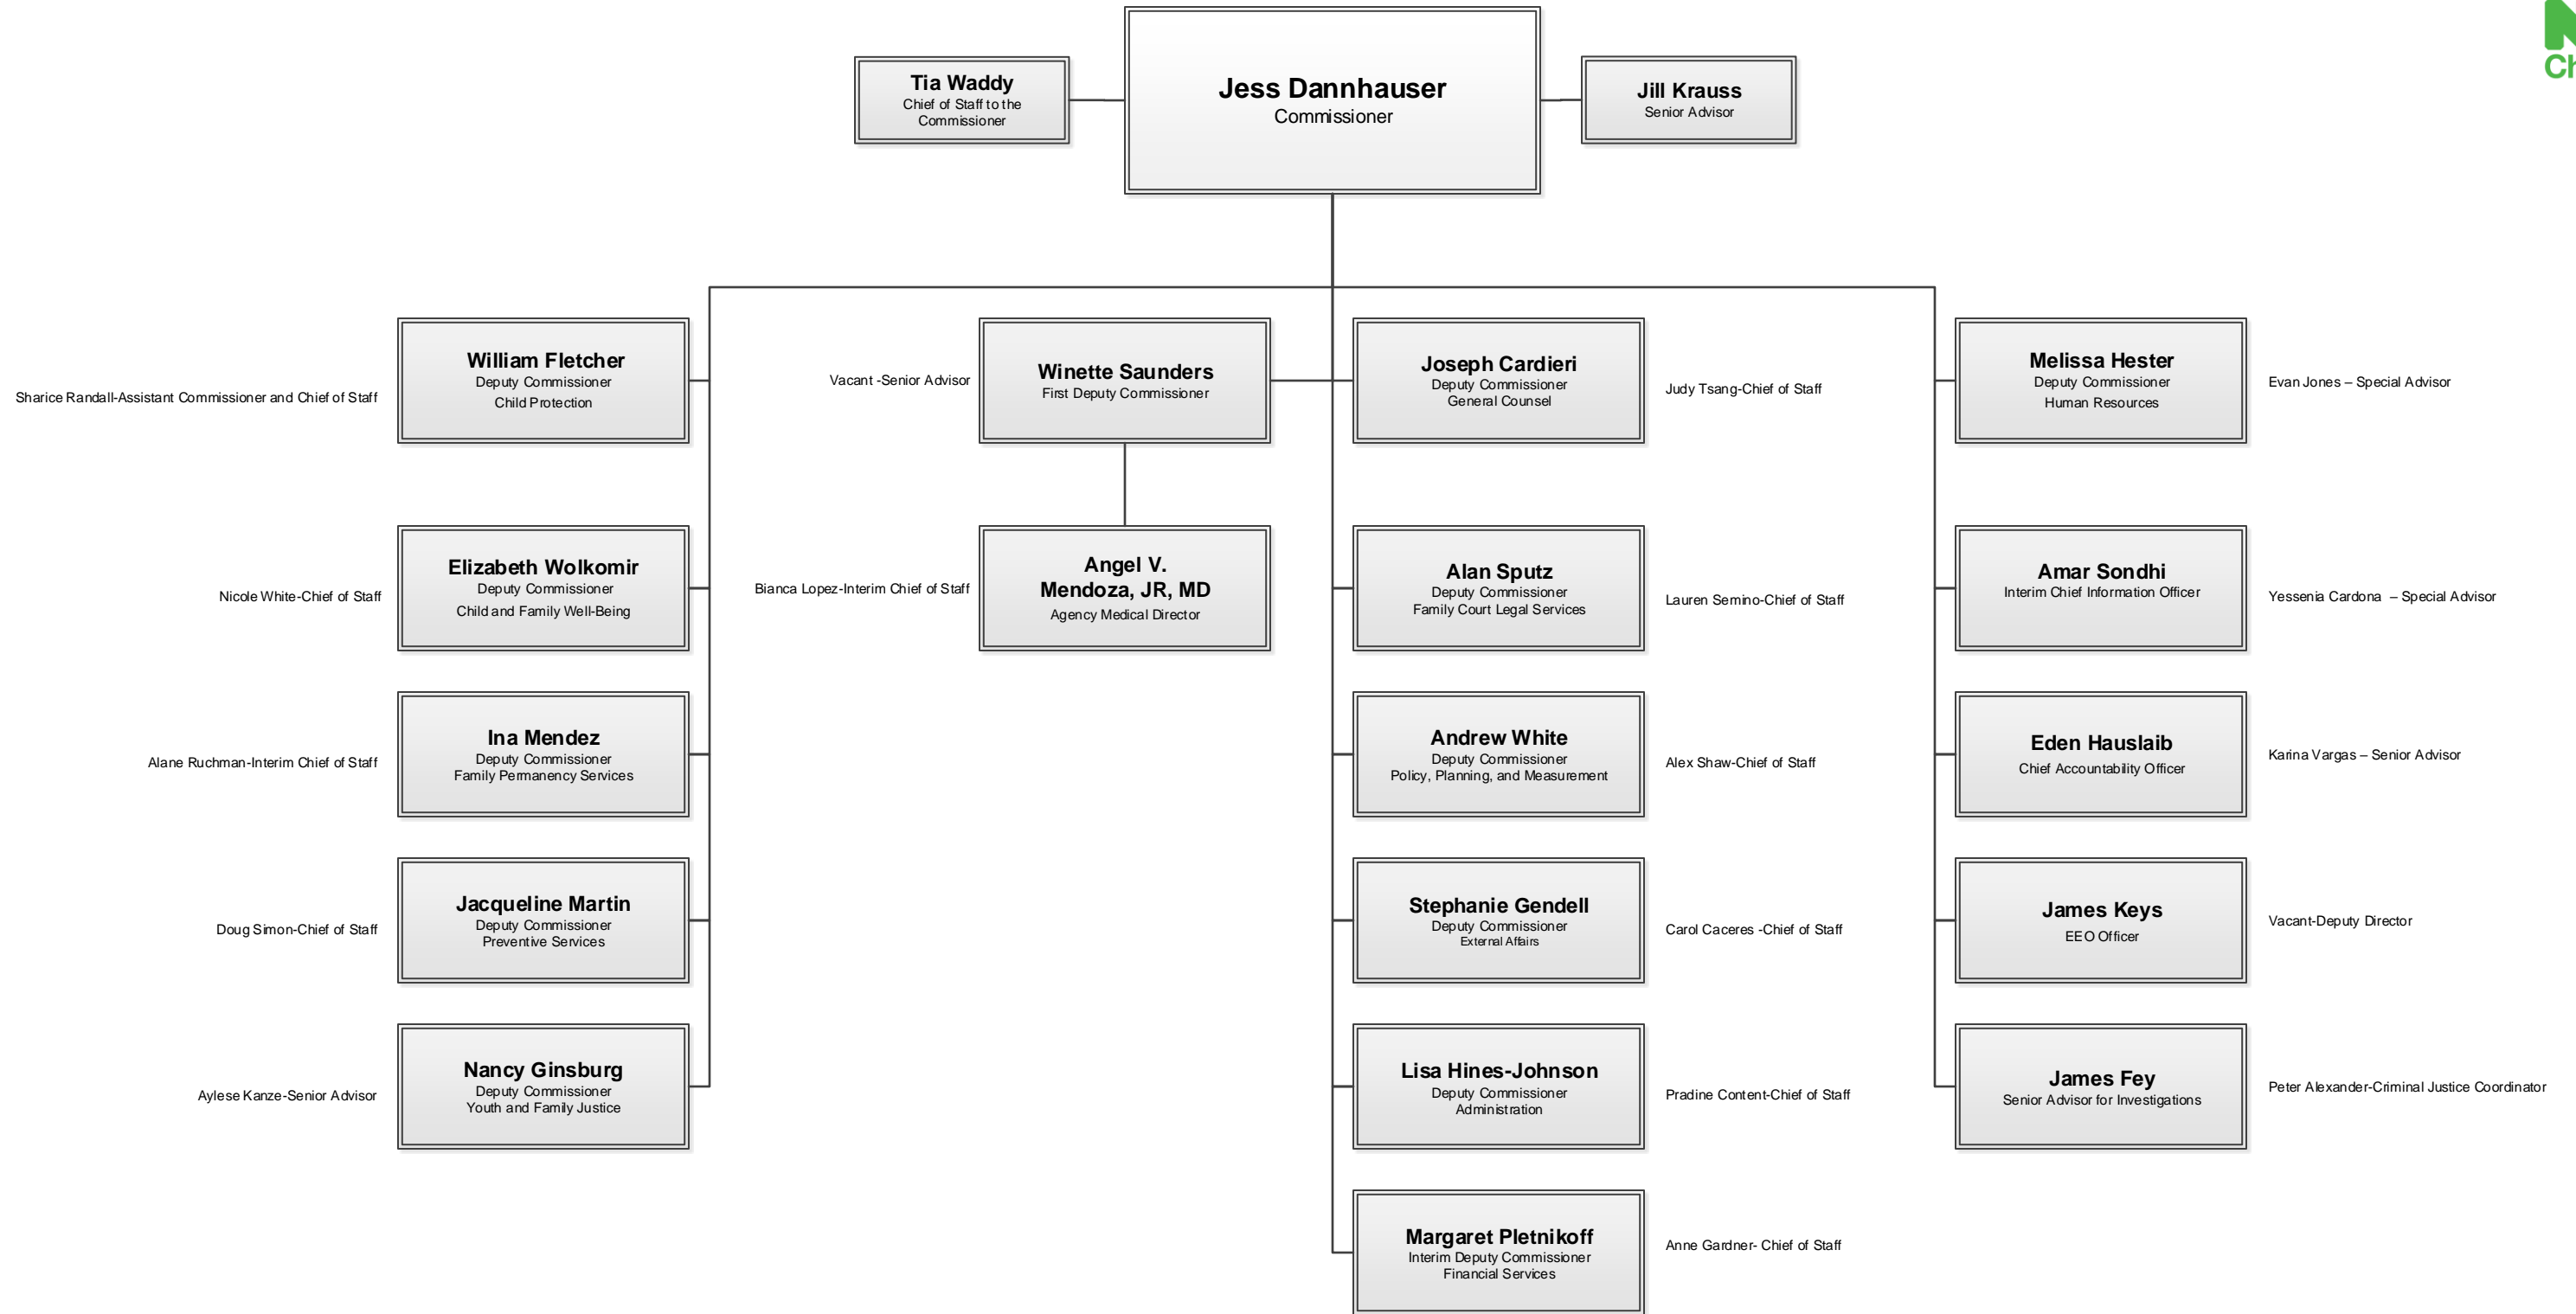 Jess Dannhauser
Commissioner
Tia Waddy
Chief of Staff to the
Commissioner
Jill Krauss
Senior Advisor
Sharice Randall-Assistant Commissioner and Chief of Staff
William Fletcher
Deputy Commissioner
Child Protection
Vacant -Senior Advisor
Winette Saunders
First Deputy Commissioner
Joseph Cardieri
Deputy Commissioner
General Counsel
Judy Tsang-Chief of Staff
Melissa Hester
Deputy Commissioner
Human Resources
Evan Jones – Special Advisor
Nicole White-Chief of Staff
Elizabeth Wolkomir
Deputy Commissioner
Child and Family Well-Being
Bianca Lopez-Interim Chief of Staff
Angel V.
Mendoza, JR, MD
Agency Medical Director
Alan Sputz
Deputy Commissioner
Family Court Legal Services
Lauren Semino-Chief of Staff
Amar Sondhi
Interim Chief Information Officer
Yessenia Cardona – Special Advisor
Alane Ruchman-Interim Chief of Staff
Ina Mendez
Deputy Commissioner
Family Permanency Services
Andrew White
Deputy Commissioner
Policy, Planning, and Measurement
Alex Shaw-Chief of Staff
Eden Hauslaib
Chief Accountability Officer
Karina Vargas – Senior Advisor
Doug Simon-Chief of Staff
Jacqueline Martin
Deputy Commissioner
Preventive Services
Stephanie Gendell
Deputy Commissioner
External Affairs
Carol Caceres -Chief of Staff
James Keys
EEO Officer
Vacant-Deputy Director
Aylese Kanze-Senior Advisor
Nancy Ginsburg
Deputy Commissioner
Youth and Family Justice
Lisa Hines-Johnson
Deputy Commissioner
Administration
Pradine Content-Chief of Staff
James Fey
Senior Advisor for Investigations
Peter Alexander-Criminal Justice Coordinator
Margaret Pletnikoff
Interim Deputy Commissioner
Financial Services
Anne Gardner- Chief of Staff